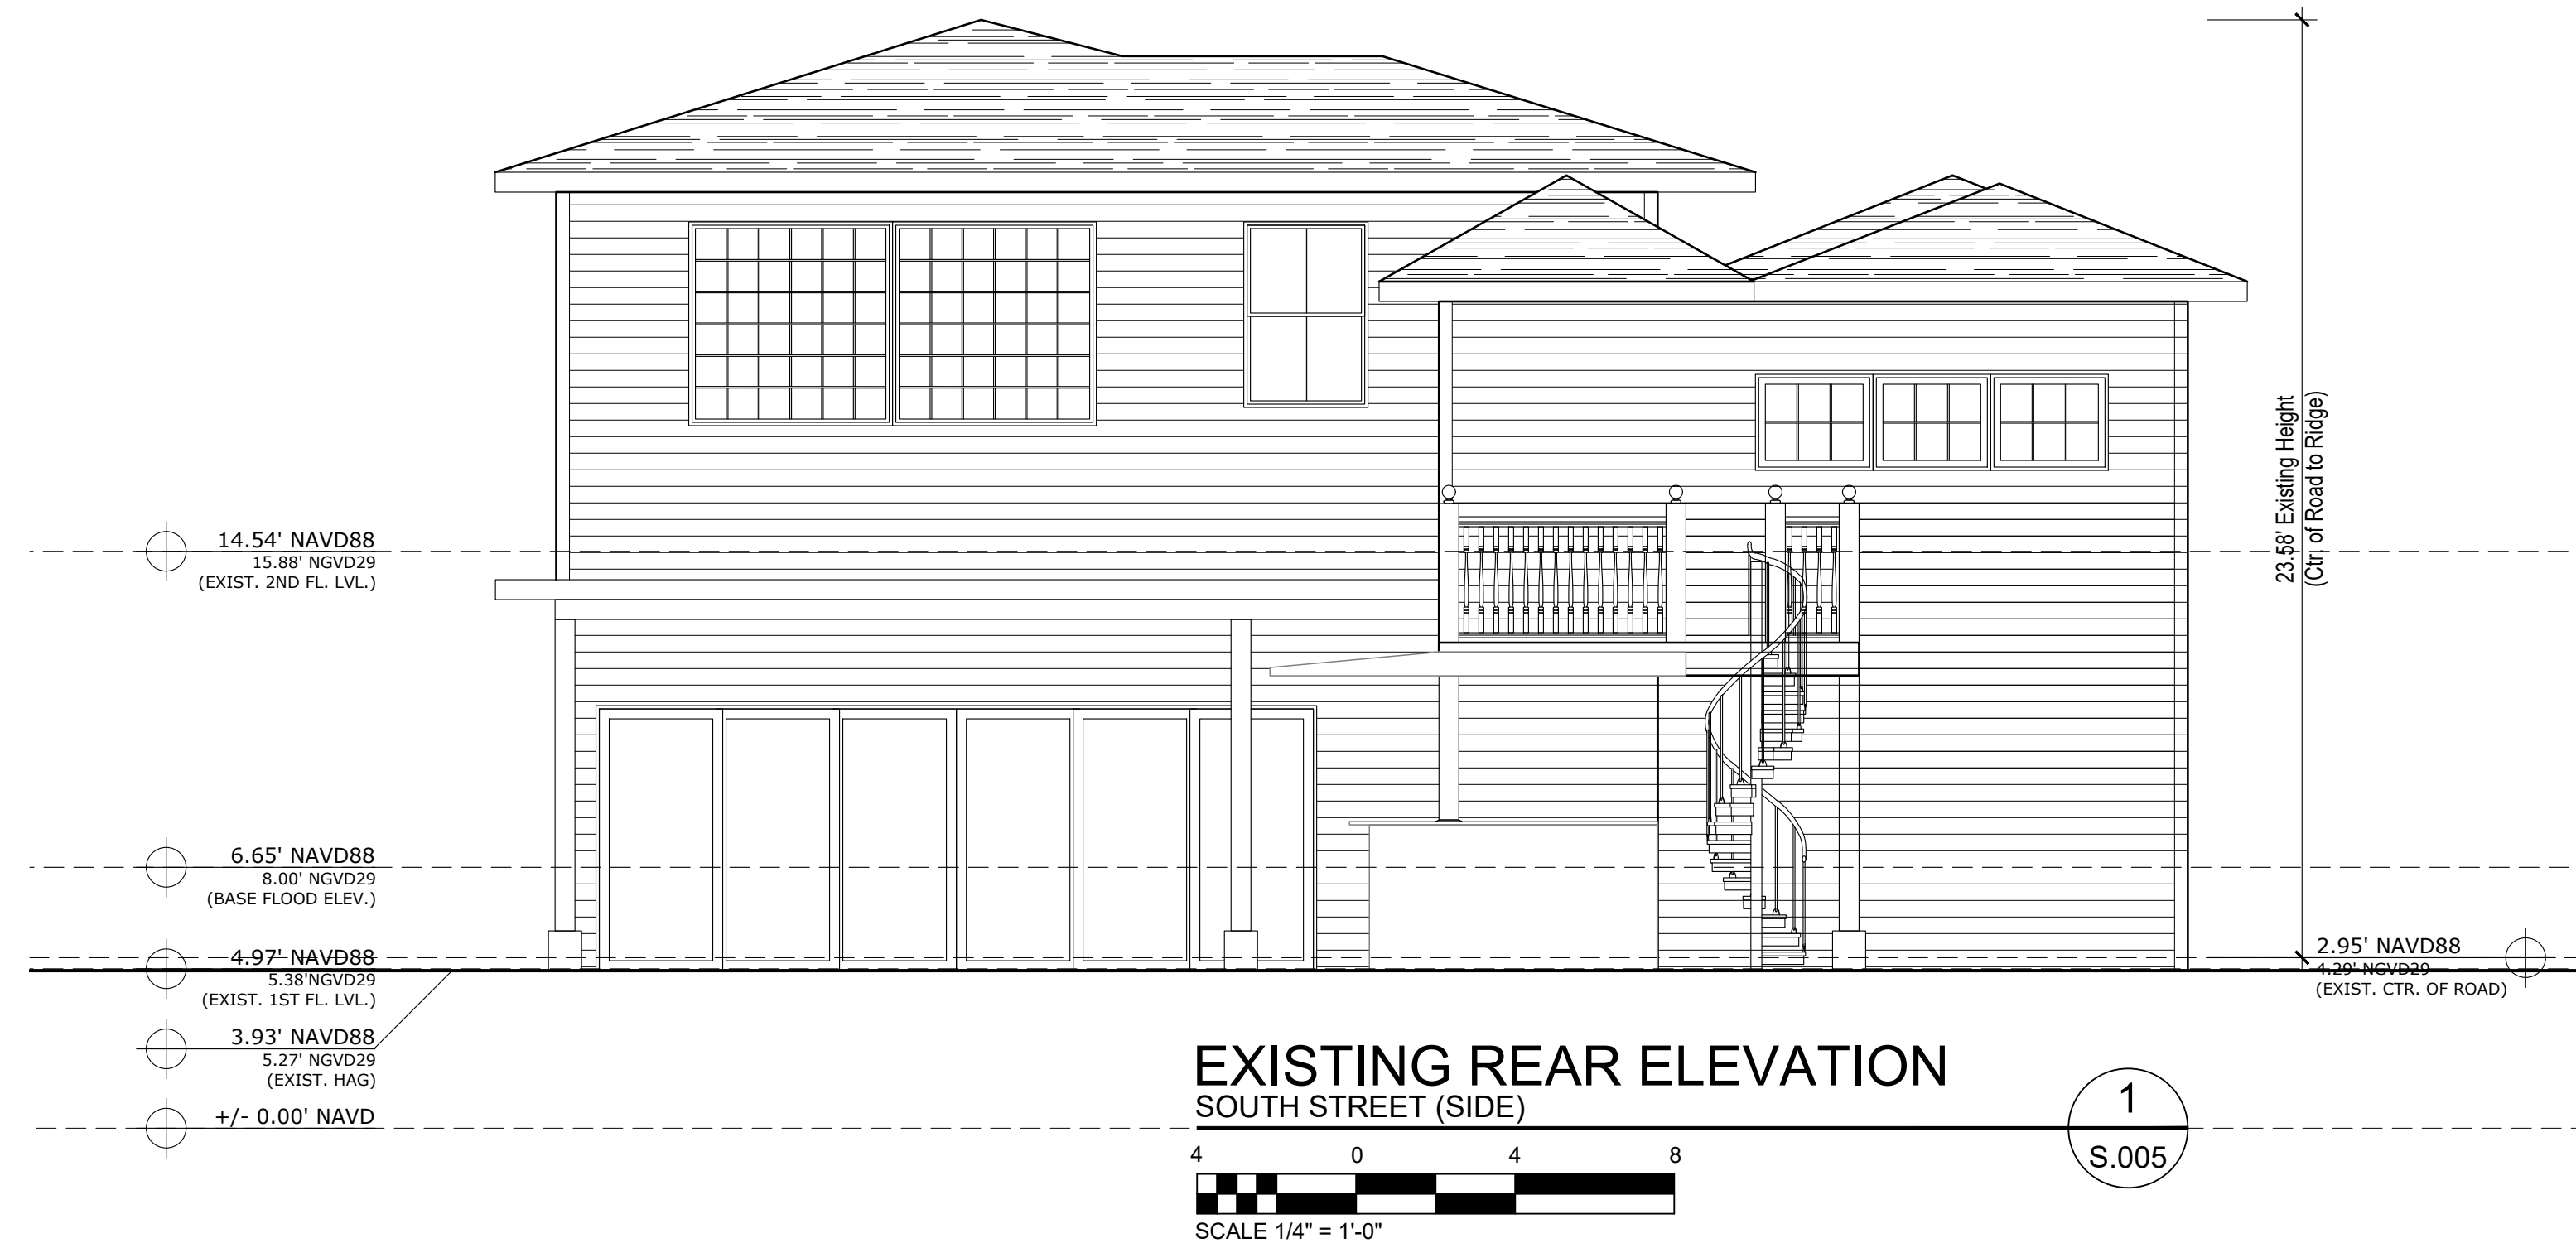 23.58' Existing Height
(Ctr. of Road to Ridge)
14.54' NAVD88
15.88' NGVD29
(EXIST. 2ND FL. LVL.)
6.65' NAVD88
8.00' NGVD29
(BASE FLOOD ELEV.)
4.97' NAVD88
5.38'NGVD29
(EXIST. 1ST FL. LVL.)
2.95' NAVD88
4.29' NGVD29
(EXIST. CTR. OF ROAD)
3.93' NAVD88
5.27' NGVD29
(EXIST. HAG)
+/- 0.00' NAVD
EXISTING REAR ELEVATION
SOUTH STREET (SIDE)
1
S.005
4 0 4 8
SCALE 1/4" = 1'-0"